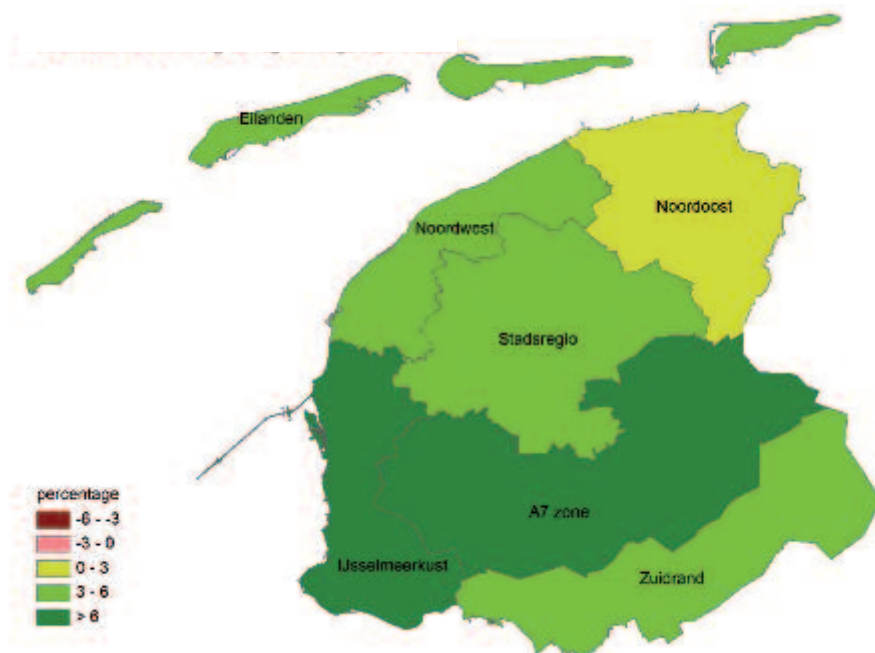 Eilanden
Noordoost
Noordwest
Stadsregio
A7 zone
IJsselmeerkust
Zuidrand
percentage
-6 - -3
-3 - 0
0 - 3
3 - 6
> 6